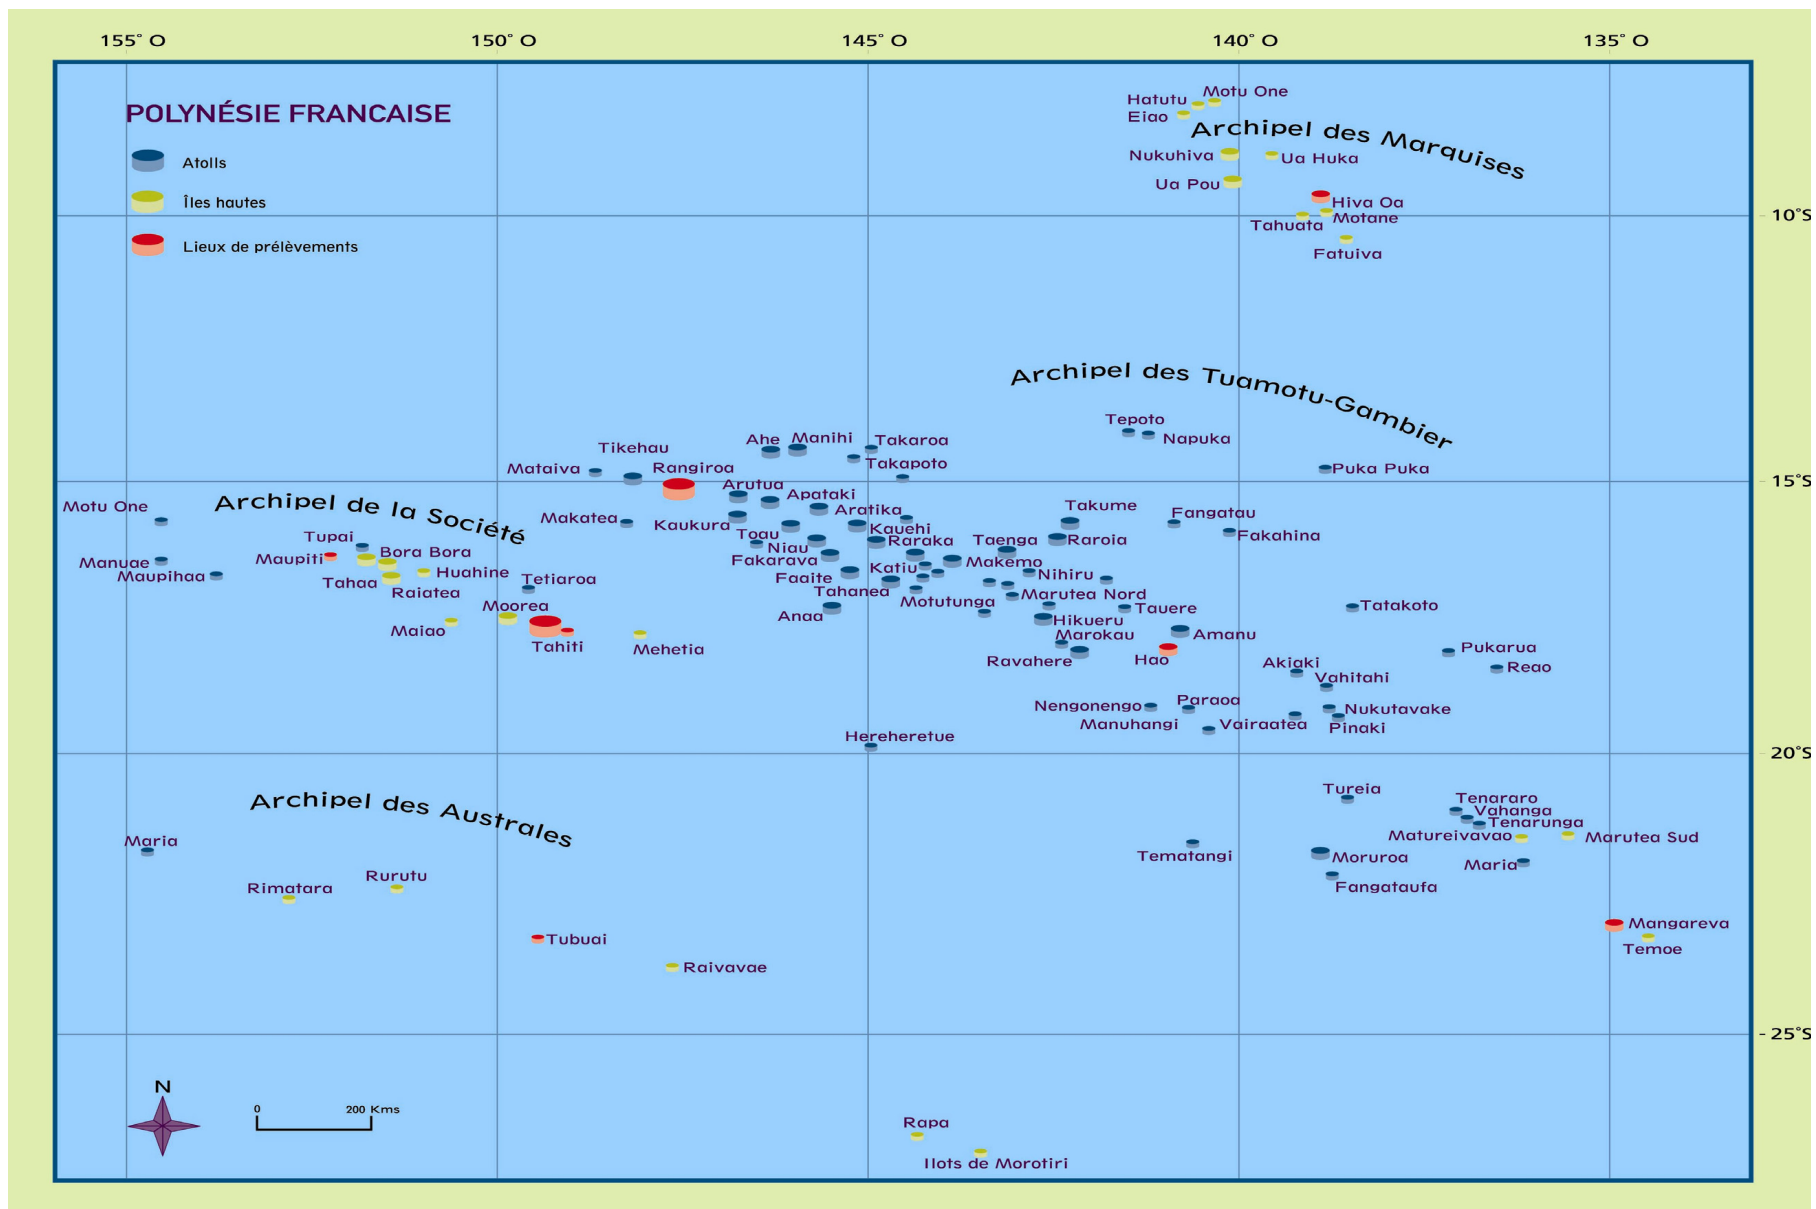 155° O
150° O
145° O
140° O
135° O
POLYNÉSIE FRANCAISE
Atolls
Îles hautes
Lieux de prélèvements
Motu One
Hatutu
Eiao
Archipel des Marquises
Nukuhiva
Ua Huka
Ua Pou
Hiva Oa
Motane
Tahuata
10°S
Fatuiva
Archipel des Tuamotu-Gambier
Tepoto
Napuka
Ahe
Manihi
Takaroa
Tikehau
Takapoto
Mataiva
Rangiroa
Puka Puka
15°S
Arutua
Apataki
Archipel de la Société
Motu One
Makatea
Kaukura
Aratika
Takume
Fangatau
Toau
Kauehi
Fakahina
Tupai
Niau
Raraka
Taenga
Raroia
Maupiti
Bora Bora
Manuae
Fakarava
Katiu
Makemo
Maupihaa
Tahaa
Huahine
Tetiaroa
Faaite
Nihiru
Raiatea
Tahanea
Motutunga
Marutea Nord
Moorea
Anaa
Tauere
Tatakoto
Maiao
Hikueru
Marokau
Amanu
Tahiti
Mehetia
Ravahere
Hao
Pukarua
Akiaki
Reao
Vahitahi
Nengonengo
Paraoa
Nukutavake
Manuhangi
Vairaatea
Pinaki
Hereheretue
20°S
Archipel des Australes
Tureia
Tenararo
Vahanga
Tenarunga
Maria
Matureivavao
Marutea Sud
Tematangi
Moruroa
Maria
Rurutu
Rimatara
Fangataufa
Mangareva
Tubuai
Temoe
Raivavae
25°S
N
0
200 Kms
Rapa
Ilots de Morotiri